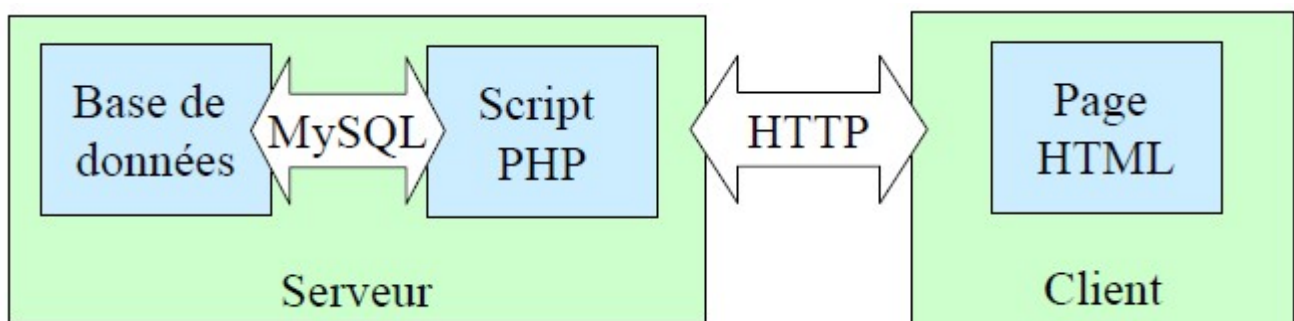 Base de
données
MySQL
Script
PHP
HTTP
Page
HTML
Serveur
Client